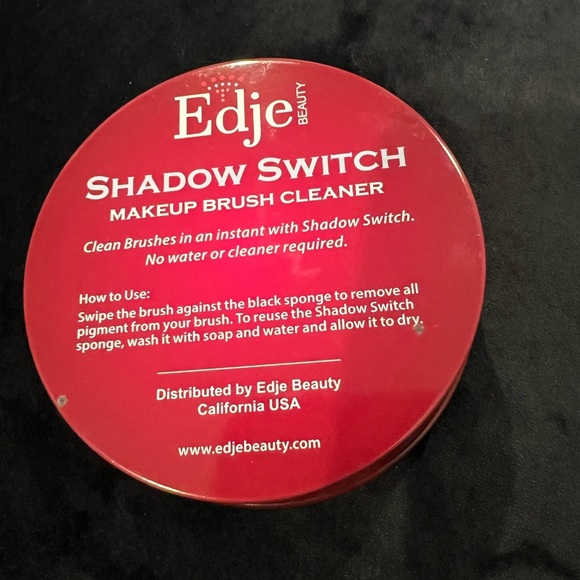 Edje
BEAUTY
SHADOW SWITCH
MAKEUP BRUSH CLEANER
Clean Brushes in an instant with Shadow Switch.
No water or cleaner required.
How to Use:
Swipe the brush against the black sponge to remove all
pigment from your brush. To reuse the Shadow Switch
sponge, wash it with soap and water and allow it to dry.
Distributed by Edje Beauty
California USA
www.edjebeauty.com